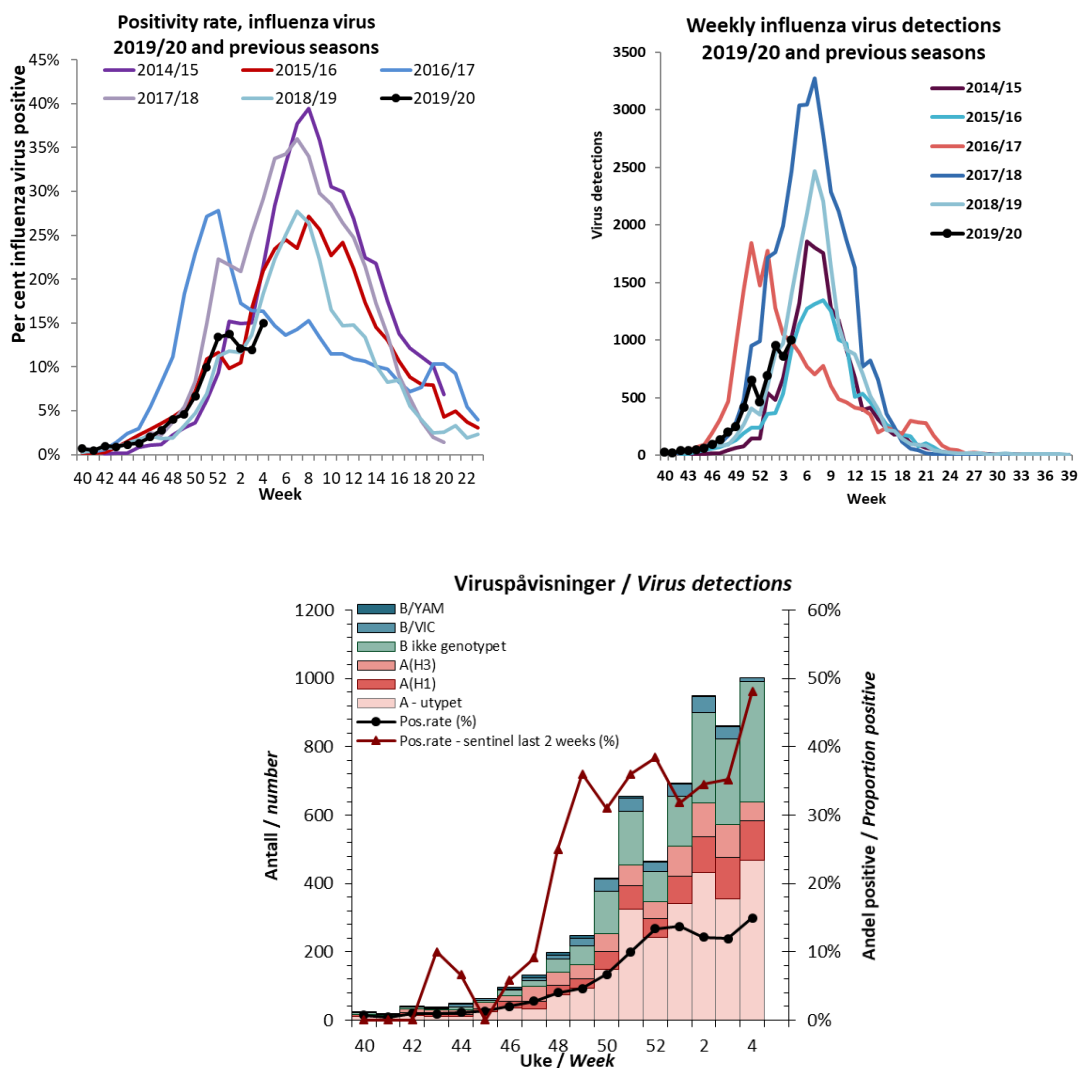 Positivity rate, influenza virus
2019/20 and previous seasons
2014/15 2015/16 2016/17
2017/18 2018/19 2019/20
Per cent influenza virus positive
45%
40%
35%
30%
25%
20%
15%
10%
5%
0%
40 42 44 46 48 50 52 2 4 6 8 10 12 14 16 18 20 22
Week
Weekly influenza virus detections
2019/20 and previous seasons
Virus detections
3500
3000
2500
2000
1500
1000
500
0
2014/15
2015/16
2016/17
2017/18
2018/19
2019/20
40 43 46 49 52 3 6 9 12 15 18 21 24 27 30 33 36 39
Week
Viruspåvisninger / Virus detections
Antall / number
1200
1000
800
600
400
200
0
B/YAM
B/VIC
B ikke genotypet
A(H3)
A(H1)
A - utypet
Pos.rate (%)
Pos.rate - sentinel last 2 weeks (%)
60%
50%
40%
30%
20%
10%
0%
Andel positive / Proportion positive
40 42 44 46 48 50 52 2 4
Uke / Week